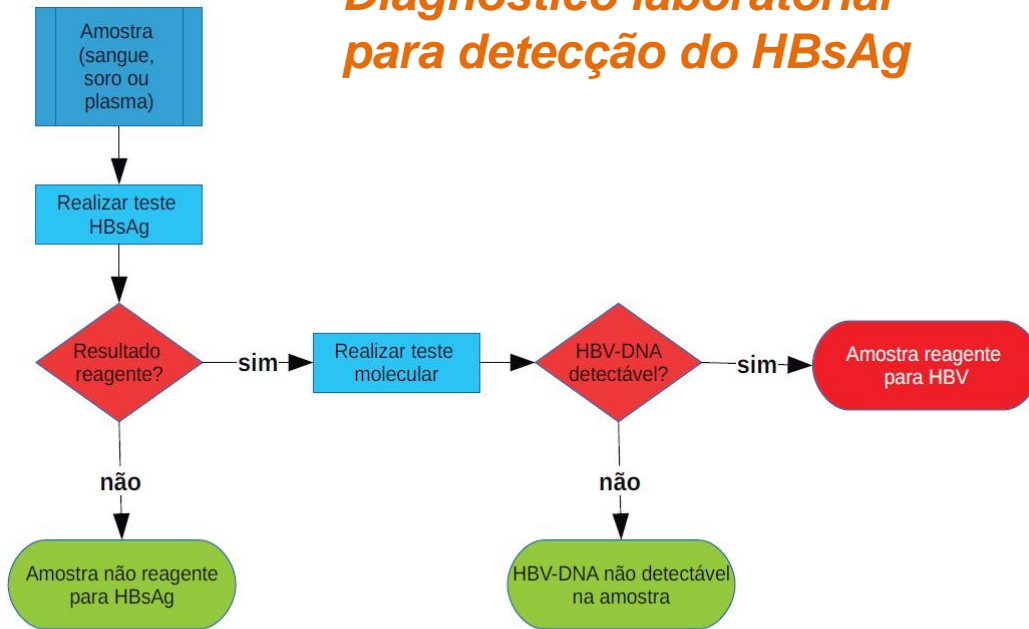 Diagnóstico laboratorial
para detecção do HBsAg
Amostra
(sangue,
soro ou
plasma)
Realizar teste
HBsAg
Resultado
reagente?
sim
Realizar teste
molecular
HBV-DNA
detectável?
sim
Amostra reagente
para HBV
não
não
Amostra não reagente
para HBsAg
HBV-DNA não detectável
na amostra